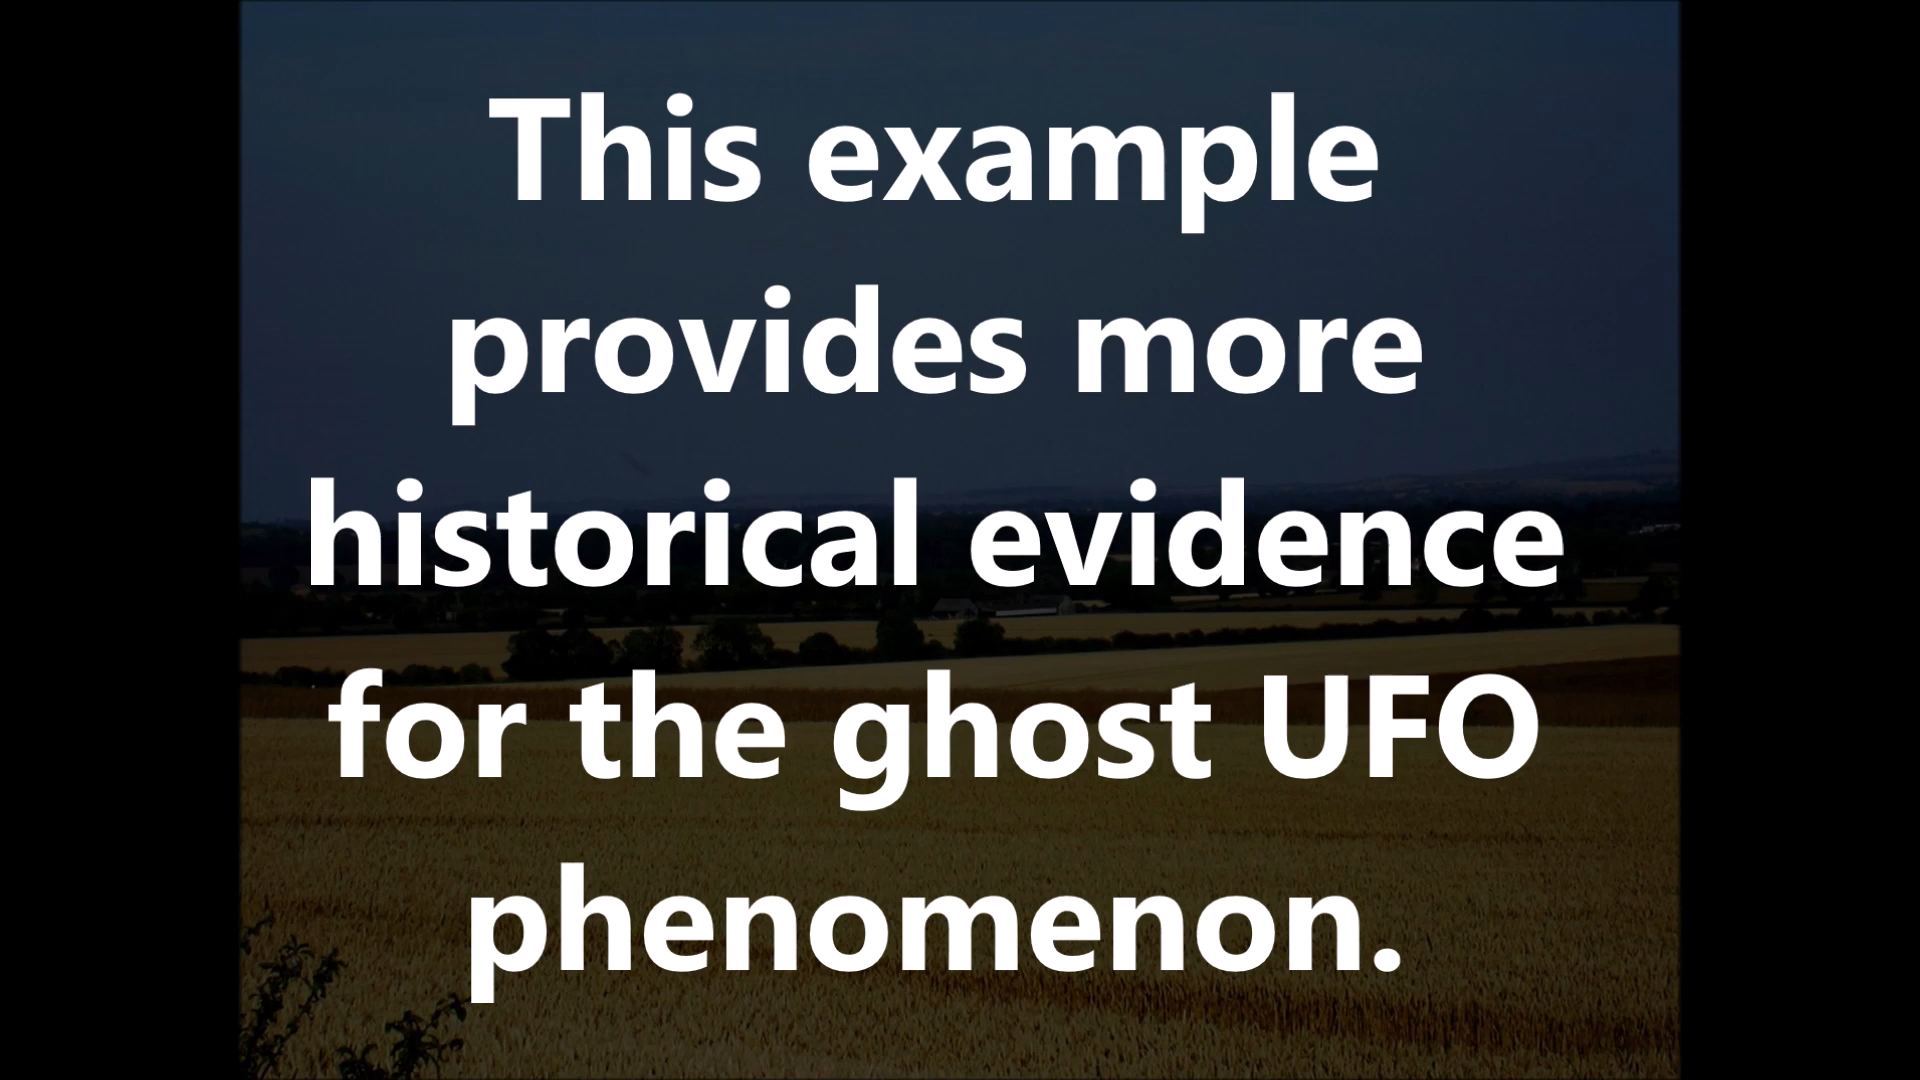 This example
provides more
historical evidence
for the ghost UFO
phenomenon.